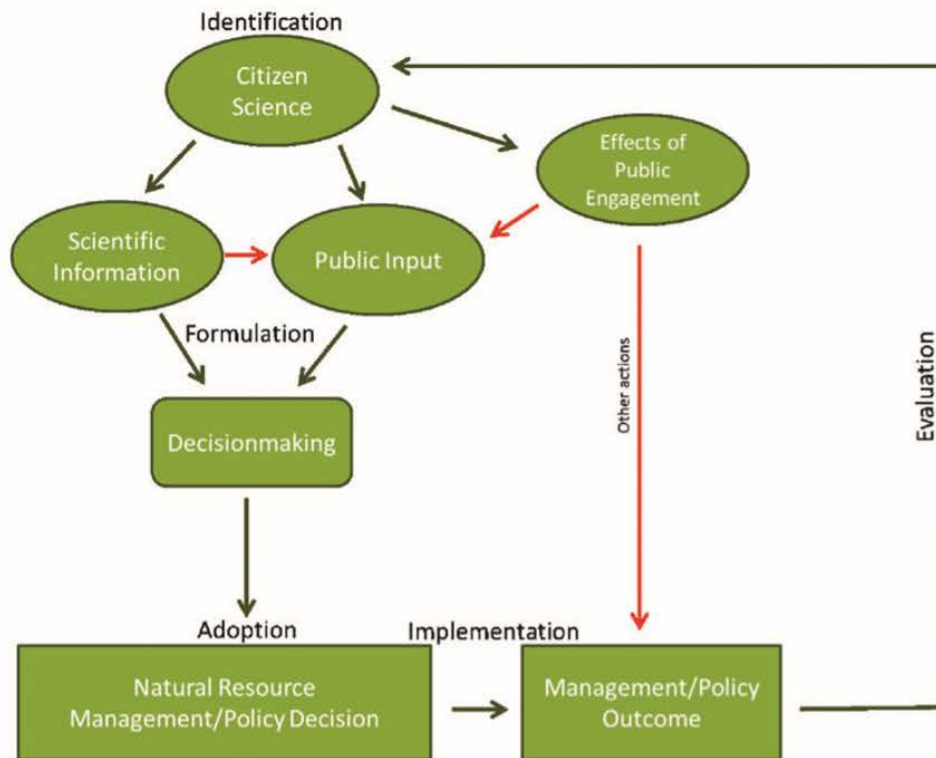 Identification
Citizen
Science
Effects of
Public
Engagement
Scientific
Information
Public Input
Formulation
Other actions
Evaluation
Decisionmaking
Adoption
Implementation
Natural Resource
Management/Policy Decision
Management/Policy
Outcome